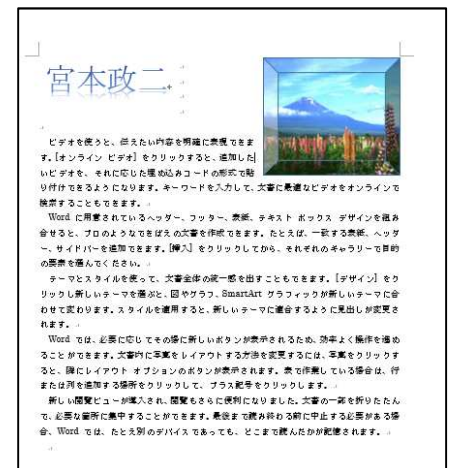 宮本政二
ビデオを使うと、伝えたい内容を明確に表現できま
す。[オンライン ビデオ] をクリックすると、追加した
いビデオを、それに応じた埋め込みコードの形式で貼
り付けできるようになります。キーワードを入力して、文書に最適なビデオをオンラインで
検索することもできます。
Word に用意されているヘッダー、フッター、表紙、テキスト ボックス デザインを組み
合せると、プロのようなできばえの文書を作成できます。たとえば、一致する表紙、ヘッダ
ー、サイドバーを追加できます。[挿入] をクリックしてから、それぞれのギャラリーで目的
の要素を選んでください。
テーマとスタイルを使って、文書全体の統一感を出すこともできます。[デザイン] をク
リックし新しいテーマを選ぶと、図やグラフ、SmartArt グラフィックが新しいテーマに合
わせて変わります。スタイルを適用すると、新しいテーマに適合するように見出しが変更さ
れます。
Word では、必要に応じてその場に新しいボタンが表示されるため、効率よく操作を進め
ることができます。文書内に写真をレイアウトする方法を変更するには、写真をクリックす
ると、隣にレイアウト オプションのボタンが表示されます。表で作業している場合は、行
または列を追加する場所をクリックして、プラス記号をクリックします。
新しい閲覧ビューが導入され、閲覧もさらに便利になりました。文書の一部を折りたたん
で、必要な箇所に集中することができます。最後まで読み終わる前に中止する必要がある場
合、Word では、たとえ別のデバイスであっても、どこまで読んだかが記憶されます。